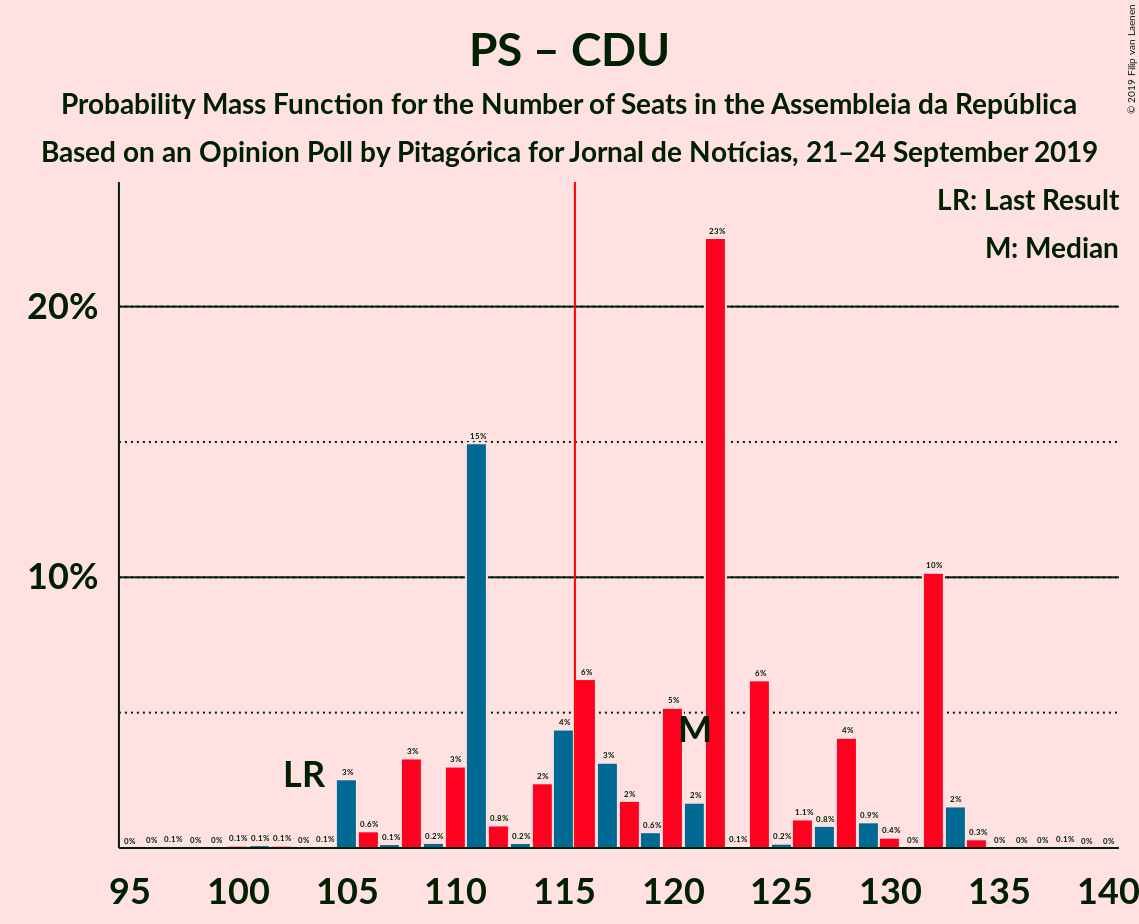 PS – CDU
Probability Mass Function for the Number of Seats in the Assembleia da República
Based on an Opinion Poll by Pitagórica for Jornal de Notícias, 21–24 September 2019
© 2019 Filip van Laenen
LR: Last Result
M: Median
20%
10%
LR
M
0% 0% 0.1% 0% 0% 0.1% 0.1% 0.1% 0% 0.1% 3% 0.6% 0.1% 3% 0.2% 3% 15% 0.8% 0.2% 2% 4% 6% 3% 2% 0.6% 5% 2% 23% 0.1% 6% 0.2% 1.1% 0.8% 4% 0.9% 0.4% 0% 10% 2% 0.3% 0% 0% 0% 0.1% 0% 0%
95 100 105 110 115 120 125 130 135 140